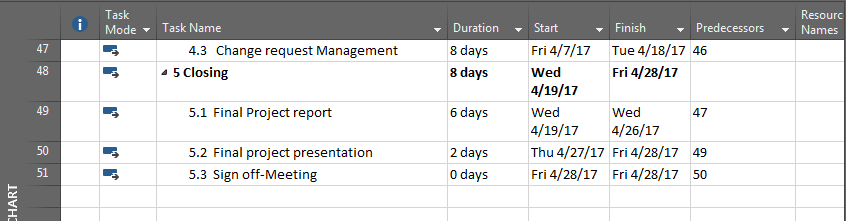 Task Mode Task Name Duration Start Finish Predecessors Resourc Names
47 4.3 Change request Management 8 days Fri 4/7/17 Tue 4/18/17 46
48 5 Closing 8 days Wed 4/19/17 Fri 4/28/17
49 5.1 Final Project report 6 days Wed 4/19/17 Wed 4/26/17 47
50 5.2 Final project presentation 2 days Thu 4/27/17 Fri 4/28/17 49
51 5.3 Sign off-Meeting 0 days Fri 4/28/17 Fri 4/28/17 50
CHART